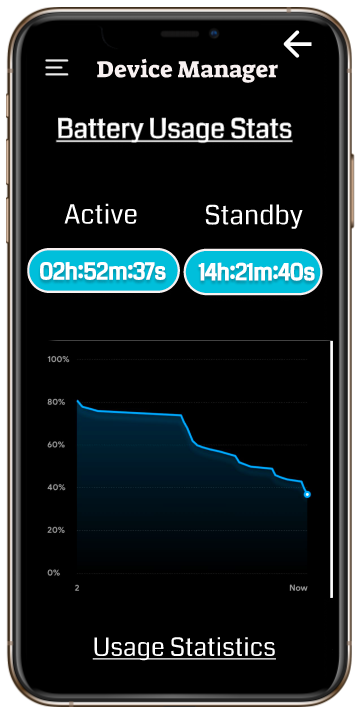 Device Manager
Battery Usage Stats
Active Standby
02h:52m:37s 14h:21m:40s
100%
80%
60%
40%
20%
0%
2 Now
Usage Statistics